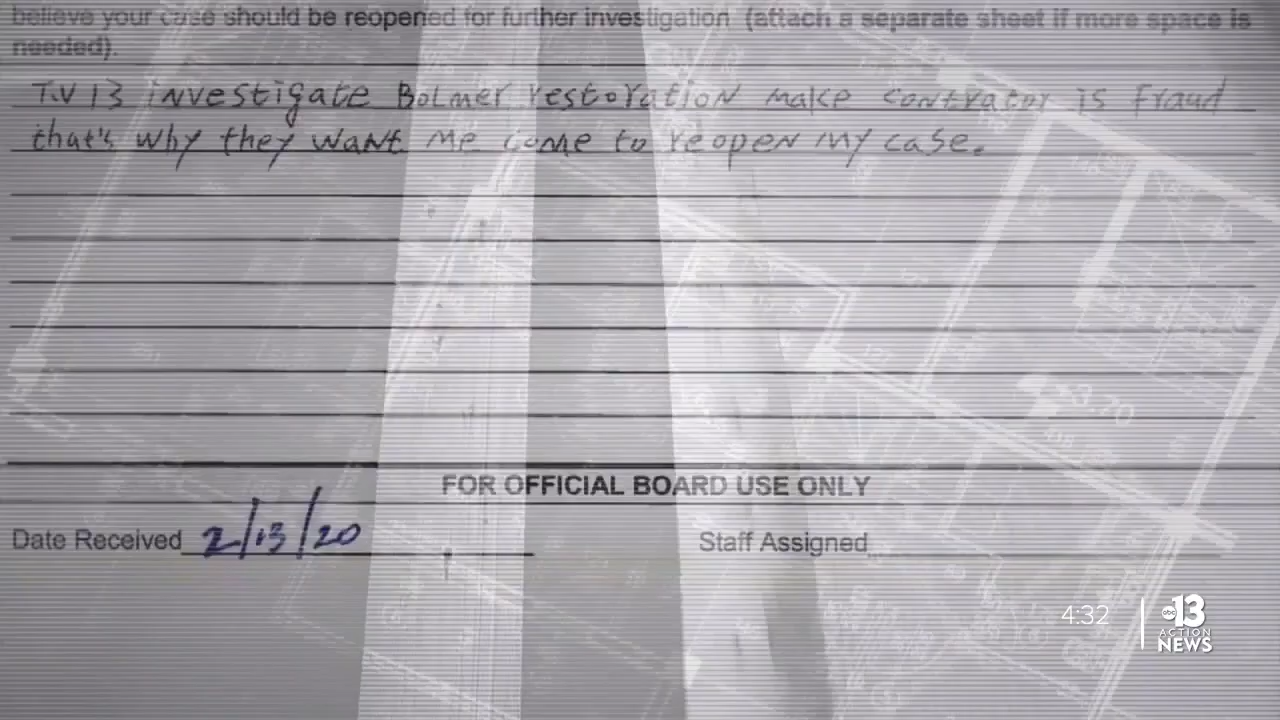 believe your case should be reopened for further investigation (attach a separate sheet if more space is
needed).
T.V 13 investigate Bolmer restoration make contrator is fraud
that's why they want me come to reopen my case.
FOR OFFICIAL BOARD USE ONLY
Date Received 2/13/20 Staff Assigned
4:32
abc 13
ACTION
NEWS